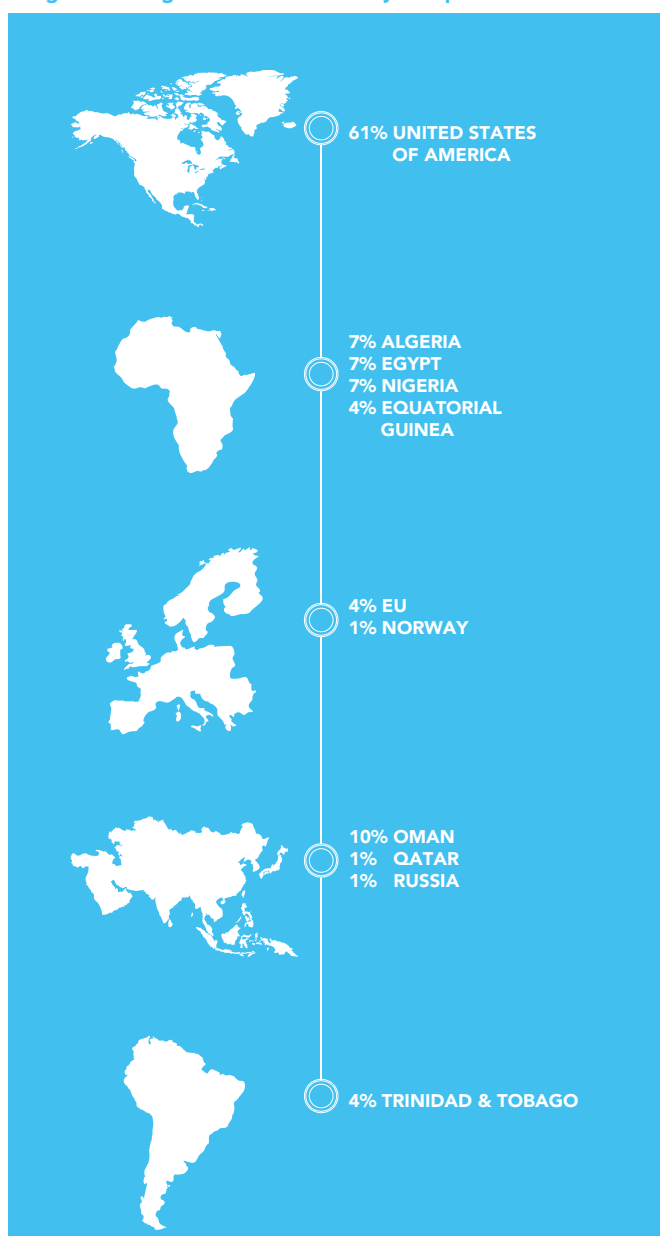 61% UNITED STATES
OF AMERICA
7% ALGERIA
7% EGYPT
7% NIGERIA
4% EQUATORIAL
GUINEA
4% EU
1% NORWAY
10% OMAN
1% QATAR
1% RUSSIA
4% TRINIDAD & TOBAGO